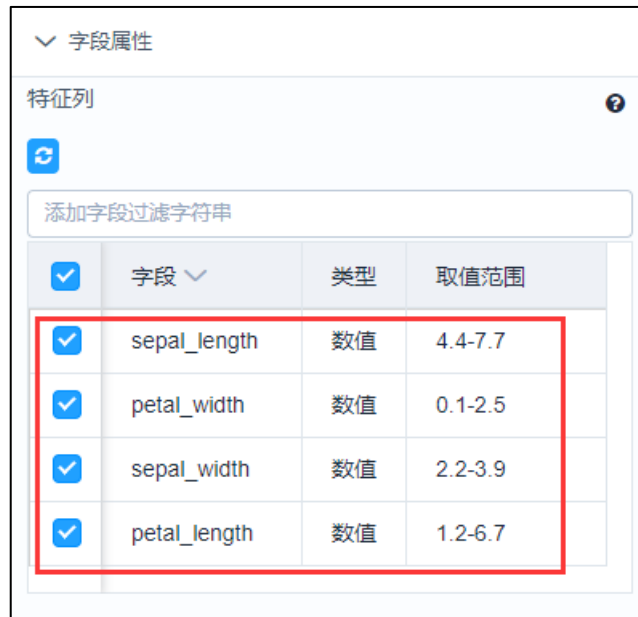 字段属性
特征列
添加字段过滤字符串
字段 类型 取值范围
sepal_length 数值 4.4-7.7
petal_width 数值 0.1-2.5
sepal_width 数值 2.2-3.9
petal_length 数值 1.2-6.7